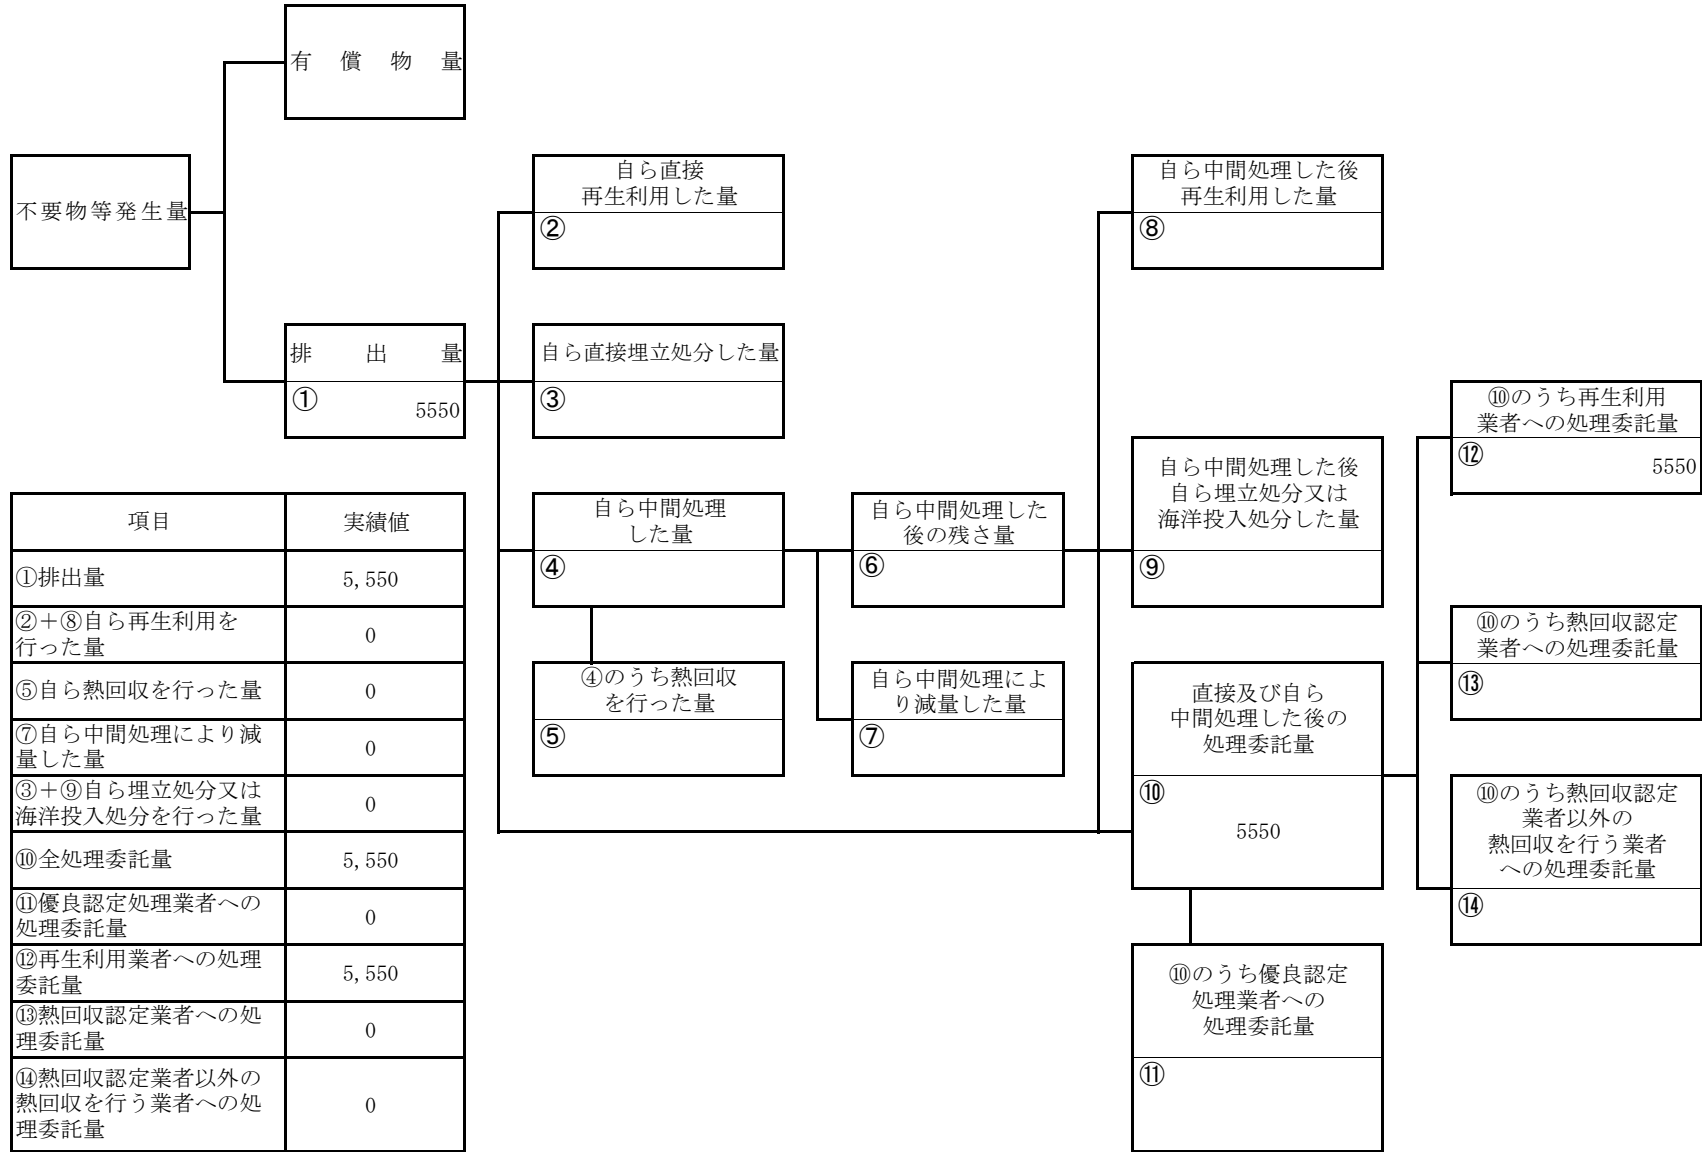 有償物量
不要物等発生量
自ら直接
再生利用した量
②
自ら中間処理した後
再生利用した量
⑧
排出量
①
5550
自ら直接埋立処分した量
③
⑩のうち再生利用
業者への処理委託量
⑫
5550
自ら中間処理した後
自ら埋立処分又は
海洋投入処分した量
⑨
自ら中間処理
した量
④
自ら中間処理した
後の残さ量
⑥
⑩のうち熱回収認定
業者への処理委託量
⑬
④のうち熱回収
を行った量
⑤
自ら中間処理によ
り減量した量
⑦
直接及び自ら
中間処理した後の
処理委託量
⑩
5550
⑩のうち熱回収認定
業者以外の
熱回収を行う業者
への処理委託量
⑭
⑩のうち優良認定
処理業者への
処理委託量
⑪
項目 実績値
①排出量 5,550
②+⑧自ら再生利用を
行った量 0
⑤自ら熱回収を行った量 0
⑦自ら中間処理により減
量した量 0
③+⑨自ら埋立処分又は
海洋投入処分を行った量 0
⑩全処理委託量 5,550
⑪優良認定処理業者への
処理委託量 0
⑫再生利用業者への処理
委託量 5,550
⑬熱回収認定業者への処
理委託量 0
⑭熱回収認定業者以外の
熱回収を行う業者への処 0
理委託量